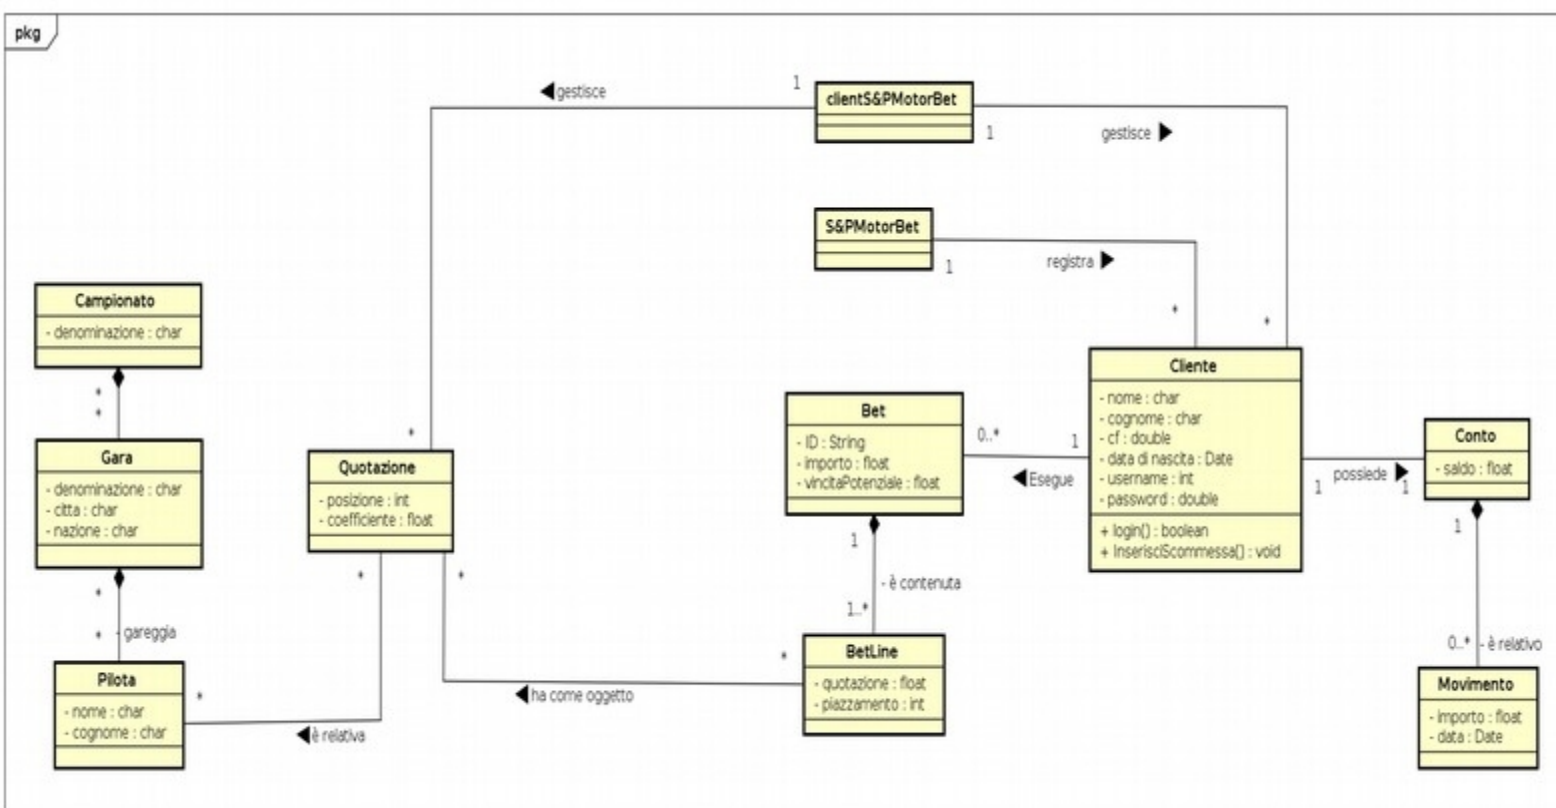 pkg
1
gestisce
clientS&PMotorBet
1
gestisce
S&PMotorBet
1
registra
*
*
Campionato
- denominazione : char
*
*
Gara
- denominazione : char
- citta : char
- nazione : char
*
*
- gareggia
Pilota
- nome : char
- cognome : char
*
è relativa
*
Quotazione
- posizione : int
- coefficiente : float
*
*
ha come oggetto
*
Bet
- ID : String
- importo : float
- vincitaPotenziale : float
1
- è contenuta
1..*
BetLine
- quotazione : float
- piazzamento : int
0..*
1
Esegue
Cliente
- nome : char
- cognome : char
- cf : double
- data di nascita : Date
- username : int
- password : double
+ login() : boolean
+ InserisciScommessa() : void
1
possiede
1
Conto
- saldo : float
1
0..*
- è relativo
Movimento
- importo : float
- data : Date